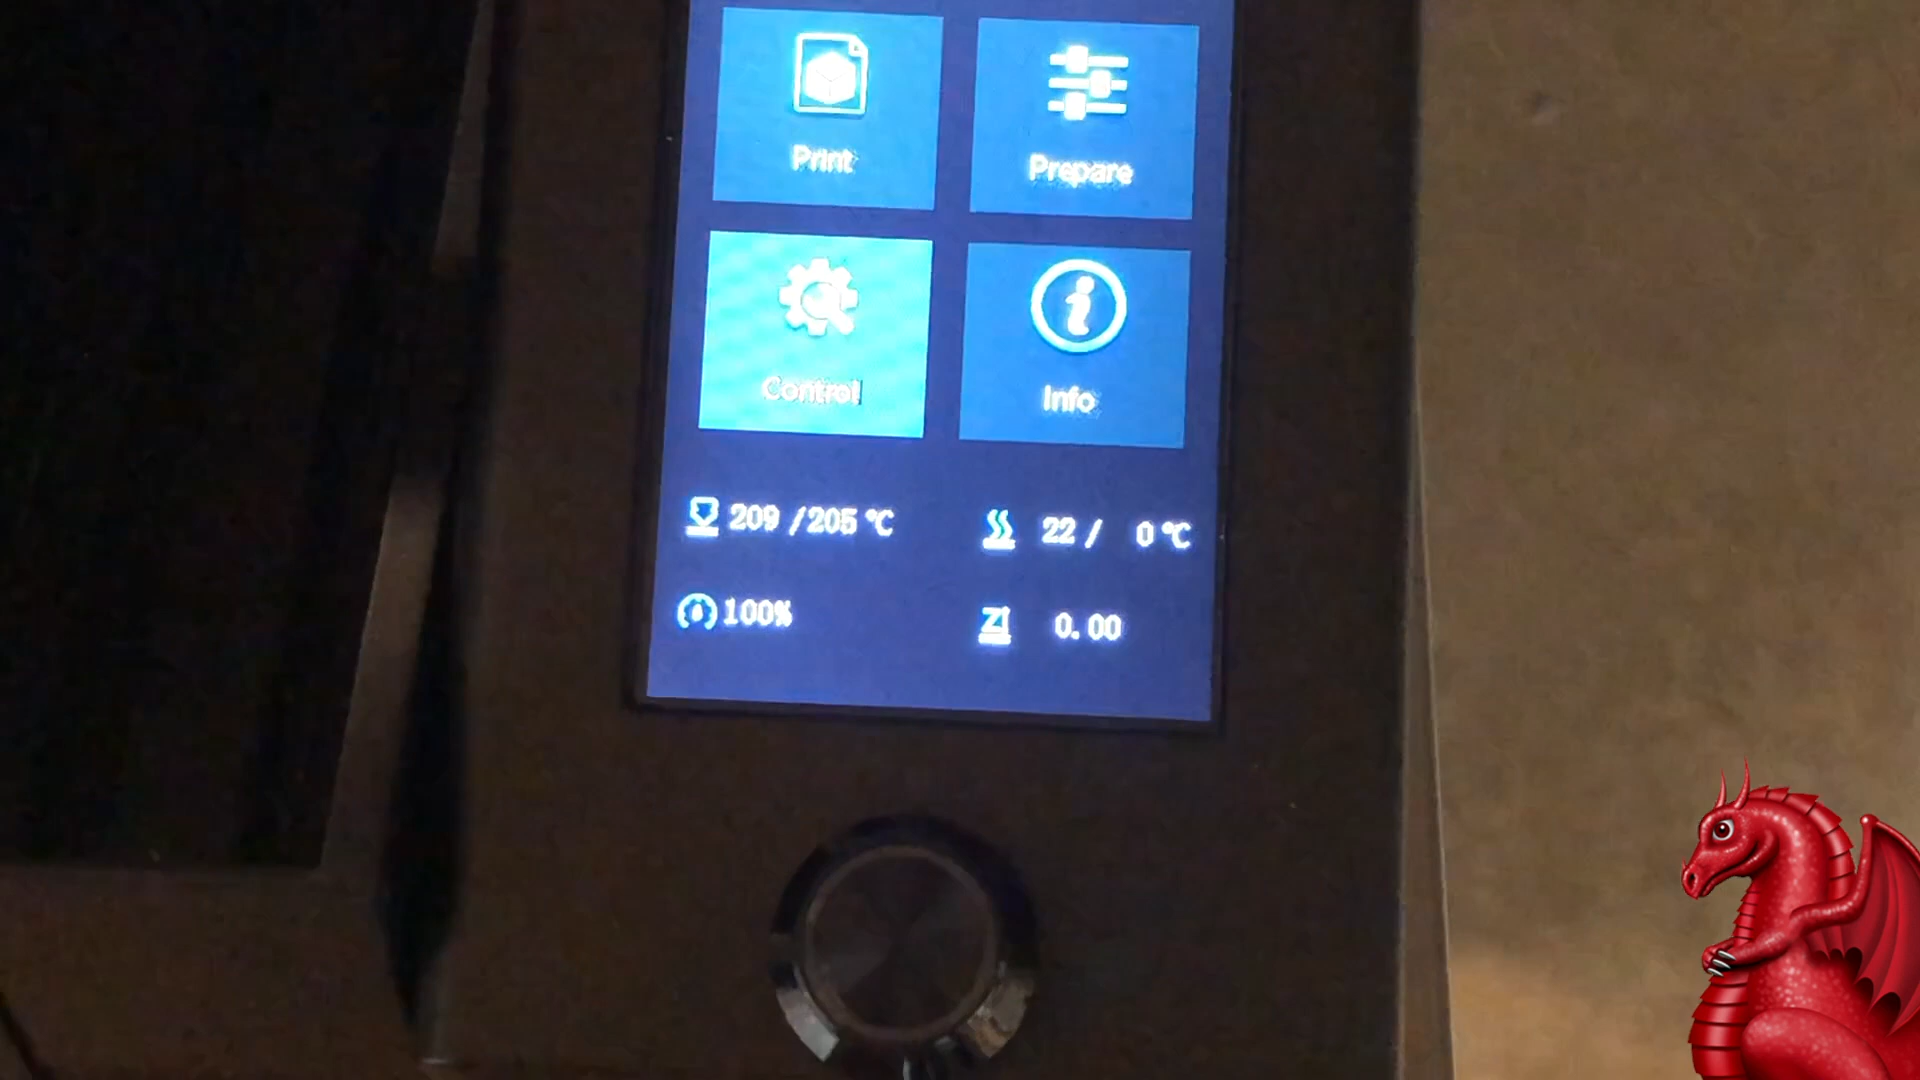 Print
Prepare
Control
Info
209 /205 ℃
22 / 0 ℃
100%
Z
0.00